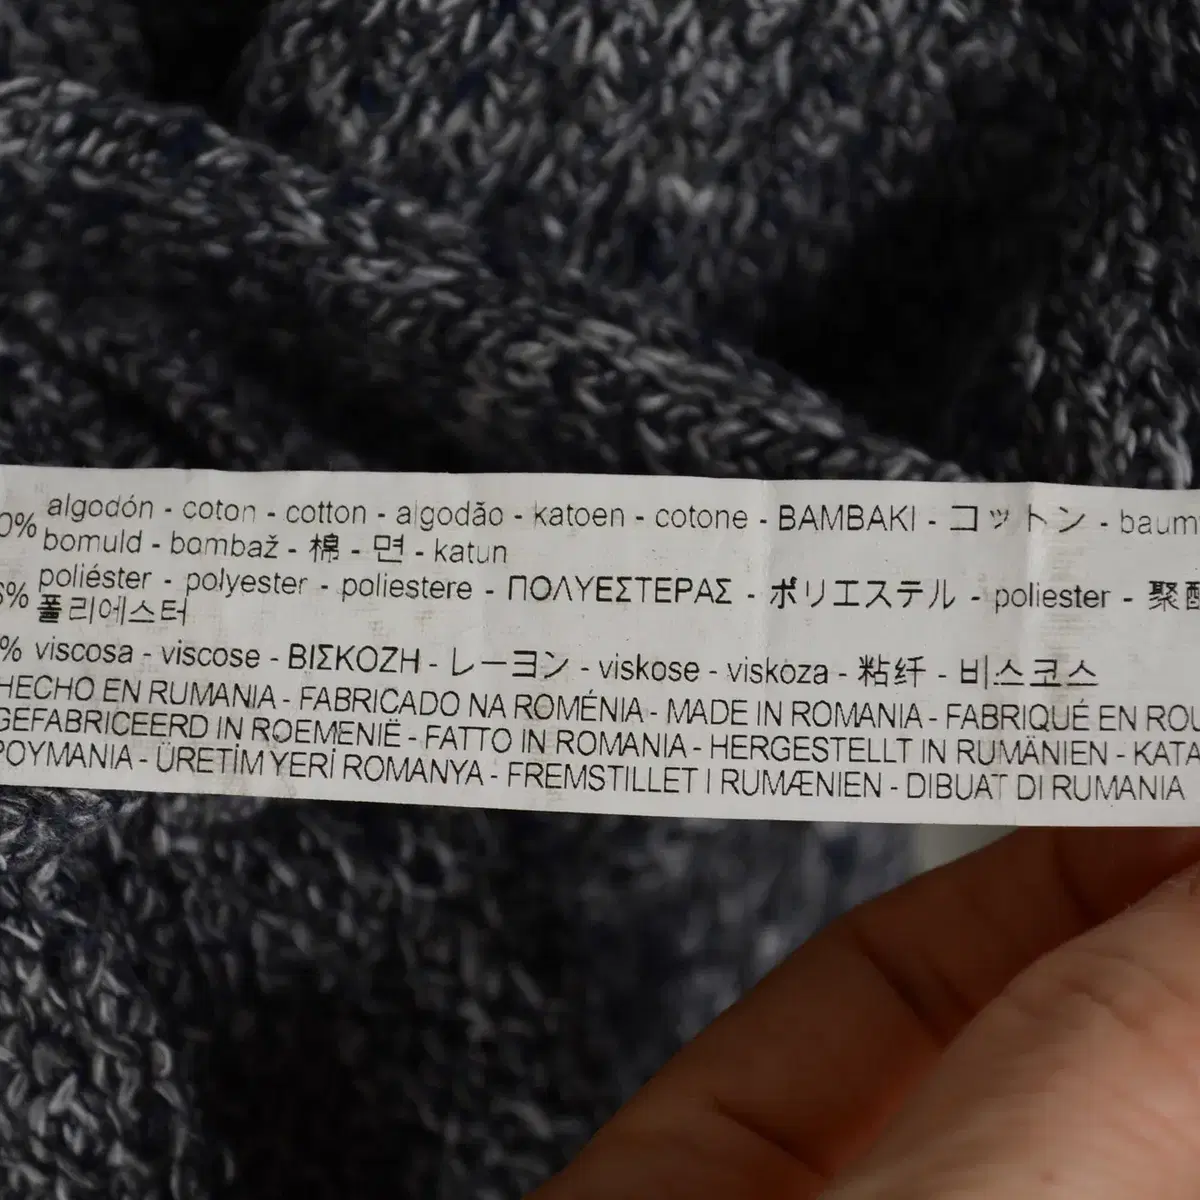 0% algodón - coton - cotton - algodão - katoen - cotone - BAMBAKI - コットン - baum
bomuld - bombaž - 棉 - 면 - katun
6% poliéster - polyester - poliestere - ΠΟΛΥΕΣΤΕΡΑΣ - ポリエステル - poliester - 聚
폴리에스터
% viscosa - viscose - ΒΙΣΚΟΖΗ - レーヨン - viskose - viskoza - 粘纤 - 비스코스
HECHO EN RUMANIA - FABRICADO NA ROMÉNIA - MADE IN ROMANIA - FABRIQUÉ EN ROU
GEFABRICEERD IN ROEMENIË - FATTO IN ROMANIA - HERGESTELLT IN RUMÄNIEN - KATA
ΡΟΥΜΑΝΙΑ - ÜRETİM YERİ ROMANYA - FREMSTILLET I RUMÆNIEN - DIBUAT DI RUMANIA